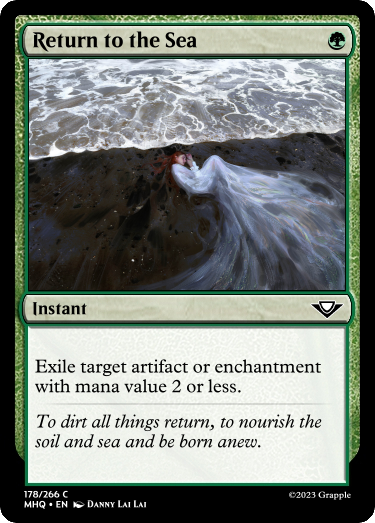 Return to the Sea
Instant
Exile target artifact or enchantment
with mana value 2 or less.
To dirt all things return, to nourish the
soil and sea and be born anew.
178/266 C
MHQ • EN Danny Lai Lai
©2023 Grapple